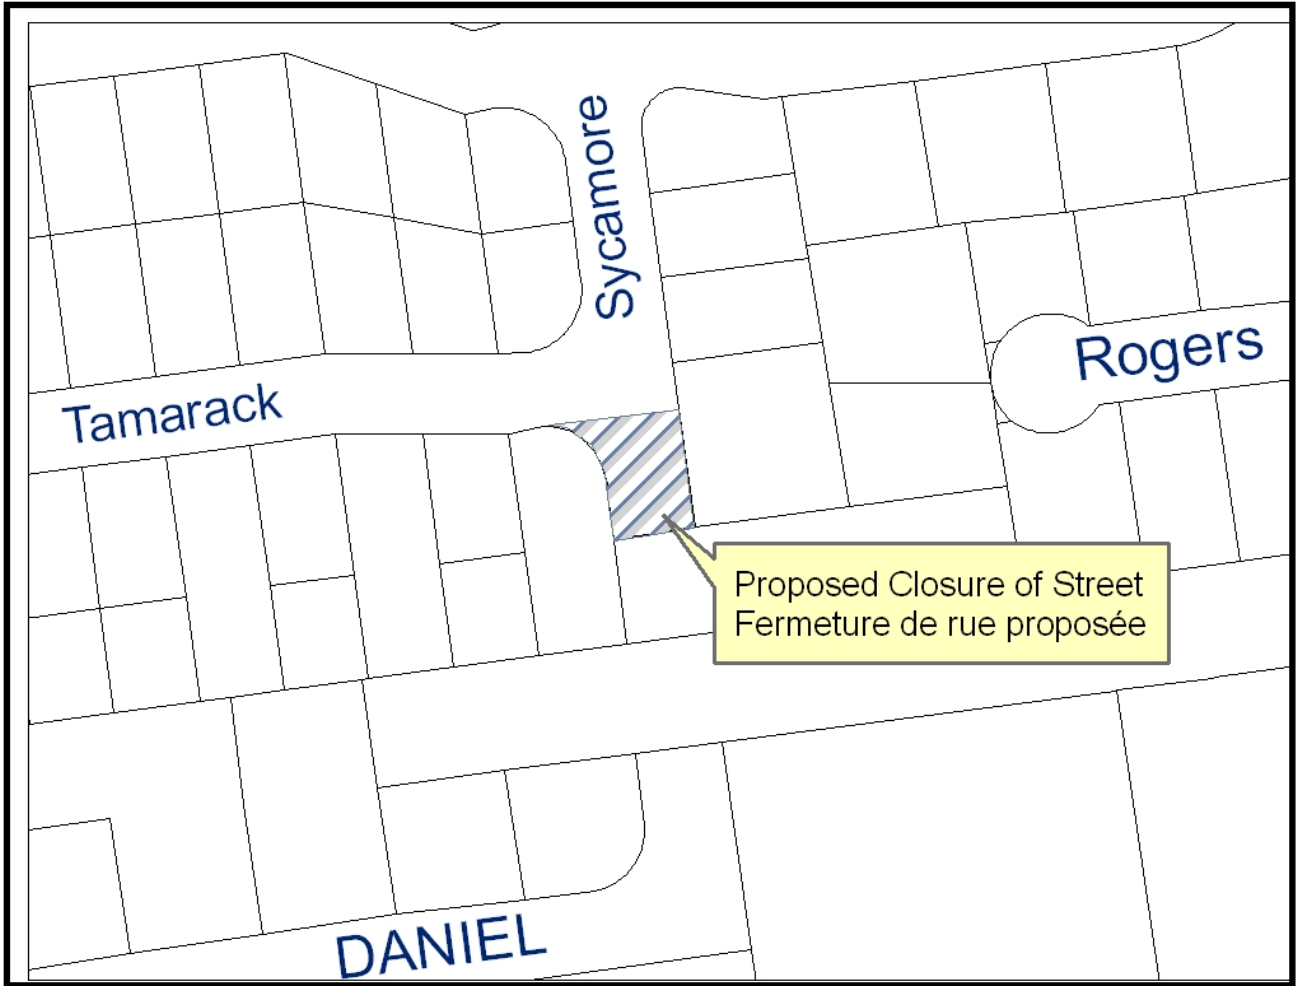 Sycamore
Rogers
Tamarack
Proposed Closure of Street
Fermeture de rue proposée
DANIEL